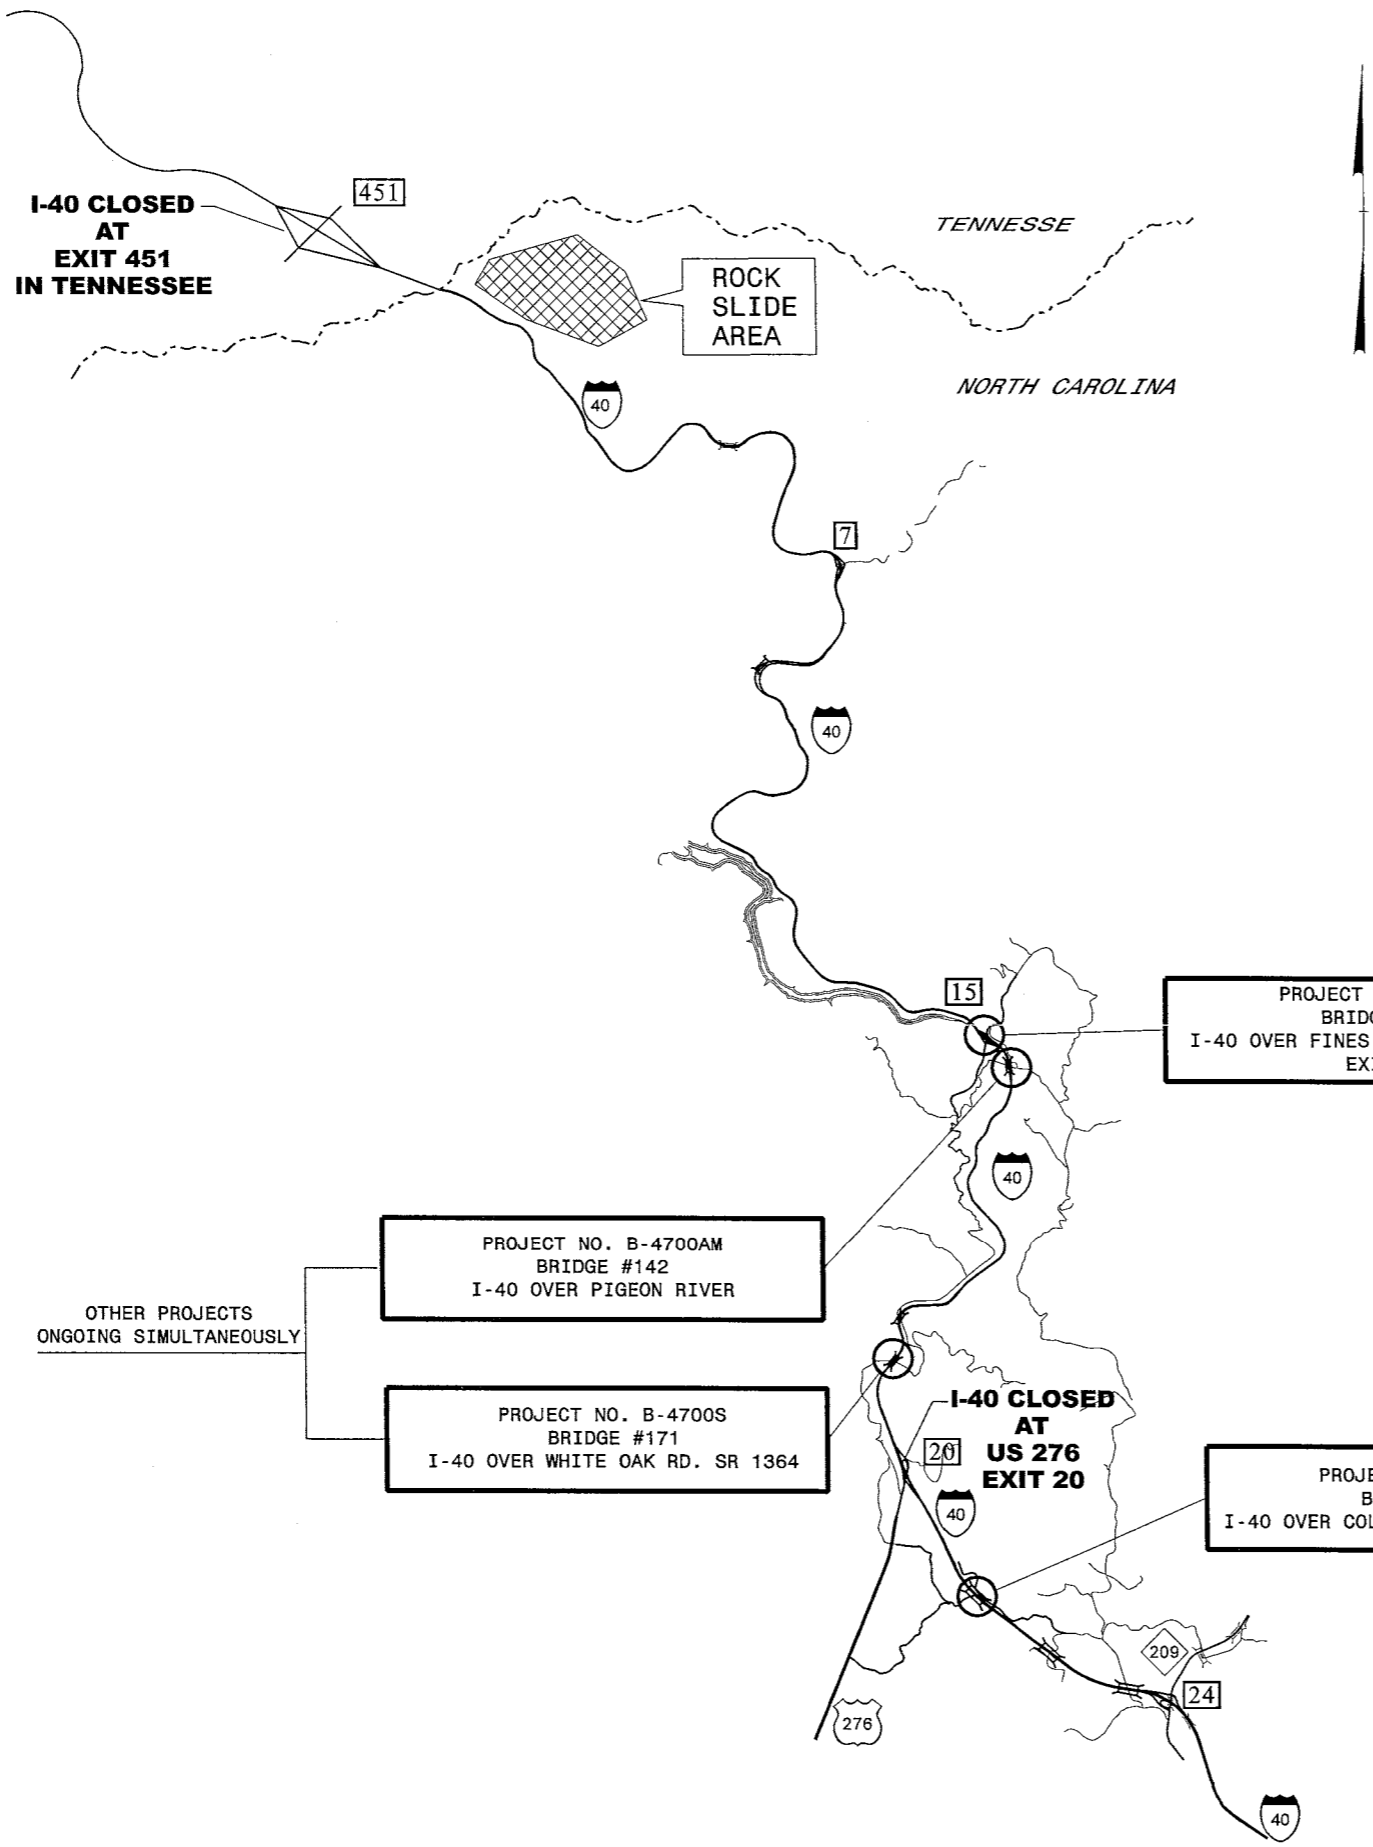 451
I-40 CLOSED
AT
EXIT 451
IN TENNESSEE
TENNESSE
ROCK
SLIDE
AREA
NORTH CAROLINA
40
7
40
15
PROJECT
I-40 OVER FINES
40
PROJECT NO. B-4700AM
BRIDGE #142
I-40 OVER PIGEON RIVER
OTHER PROJECTS
ONGOING SIMULTANEOUSLY
PROJECT NO. B-4700S
BRIDGE #171
I-40 OVER WHITE OAK RD. SR 1364
I-40 CLOSED
AT
US 276
EXIT 20
20
40
I-40 OVER
209
24
276
40